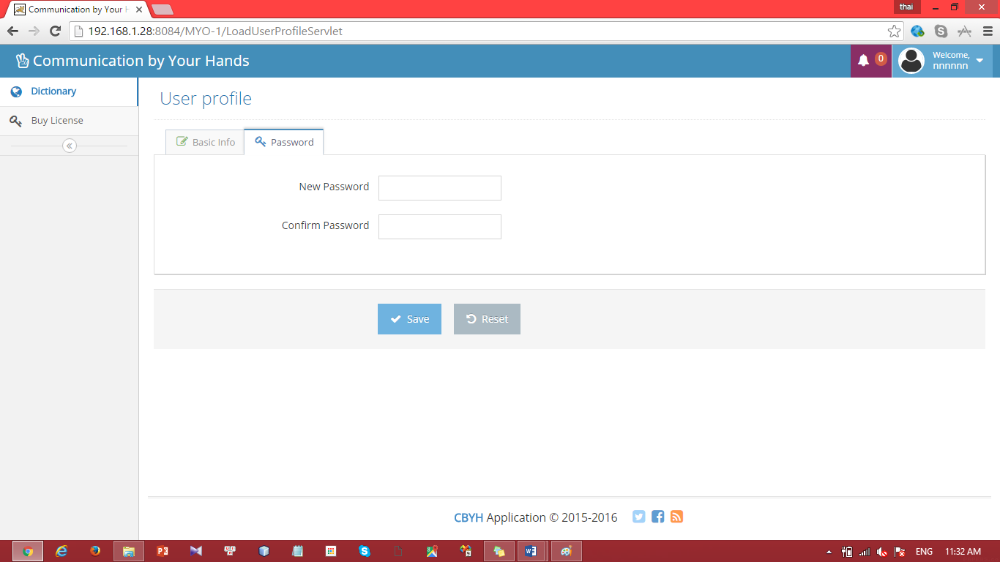 Communication by Your H
thai
192.168.1.28:8084/MYO-1/LoadUserProfileServlet
Communication by Your Hands
0
Welcome,
nnnnnn
Dictionary
Buy License
User profile
Basic Info
Password
New Password
Confirm Password
Save
Reset
CBYH Application © 2015-2016
ENG
11:32 AM